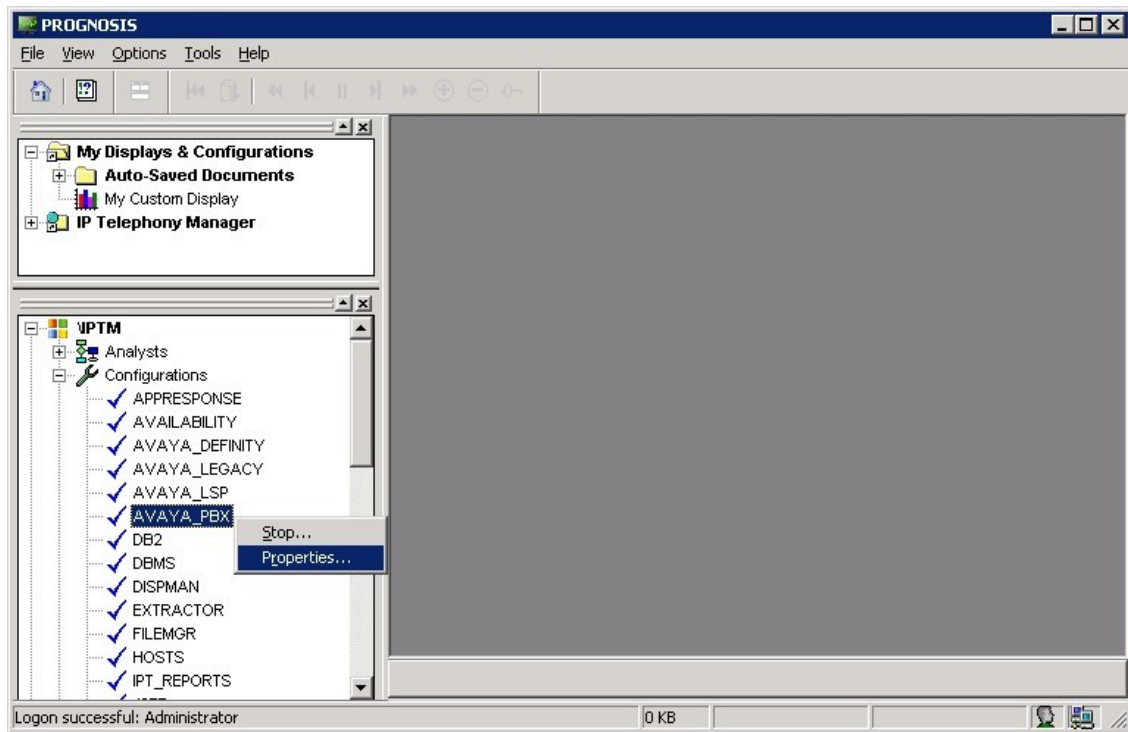 PROGNOSIS
File View Options Tools Help
My Displays & Configurations
Auto-Saved Documents
My Custom Display
IP Telephony Manager
\IPTM
Analysts
Configurations
APPRESPONSE
AVAILABILITY
AVAYA_DEFINITY
AVAYA_LEGACY
AVAYA_LSP
AVAYA_PBX
Stop...
DB2
Properties...
DBMS
DISPMAN
EXTRACTOR
FILEMGR
HOSTS
IPT_REPORTS
Logon successful: Administrator 0 KB